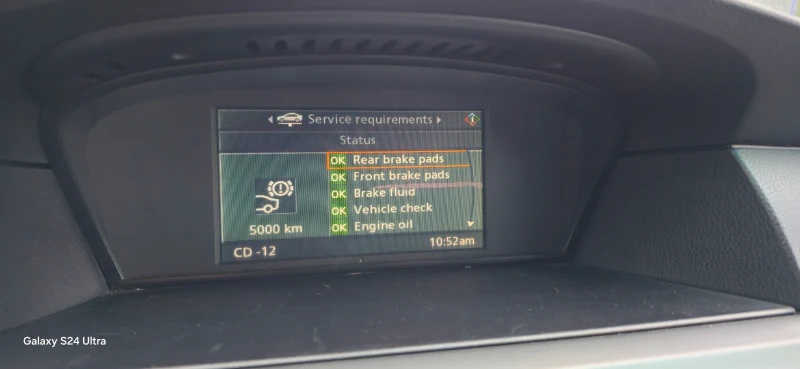 Service requirements
Status
OK Rear brake pads
OK Front brake pads
OK Brake fluid
OK Vehicle check
OK Engine oil
5000 km
10:52am
CD -12
Galaxy S24 Ultra